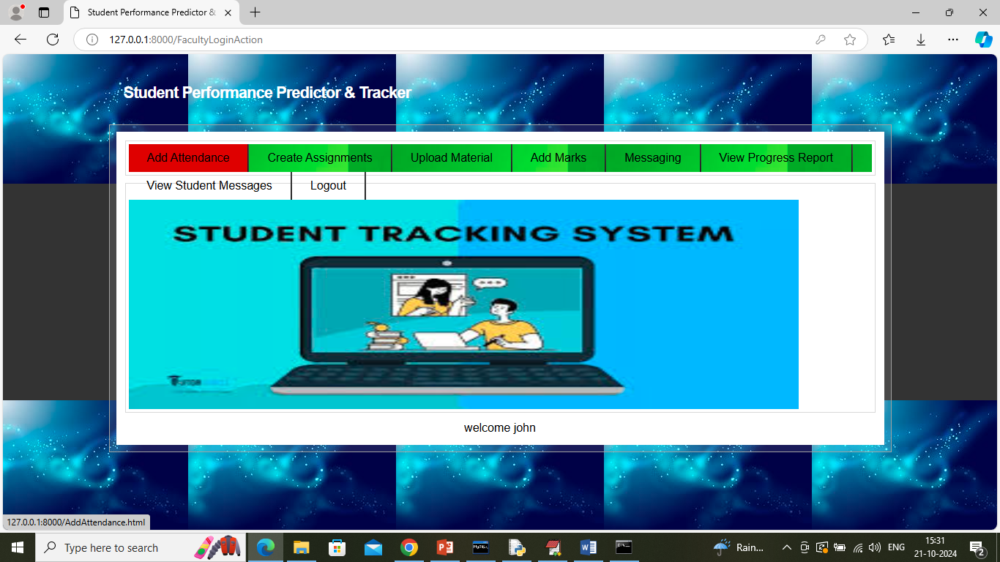 Student Performance Predictor &
127.0.0.1:8000/FacultyLoginAction
Student Performance Predictor & Tracker
Add Attendance Create Assignments Upload Material Add Marks Messaging View Progress Report
View Student Messages Logout
STUDENT TRACKING SYSTEM
welcome john
127.0.0.1:8000/AddAttendance.html
Type here to search
Rain...
ENG
15:31
21-10-2024
2